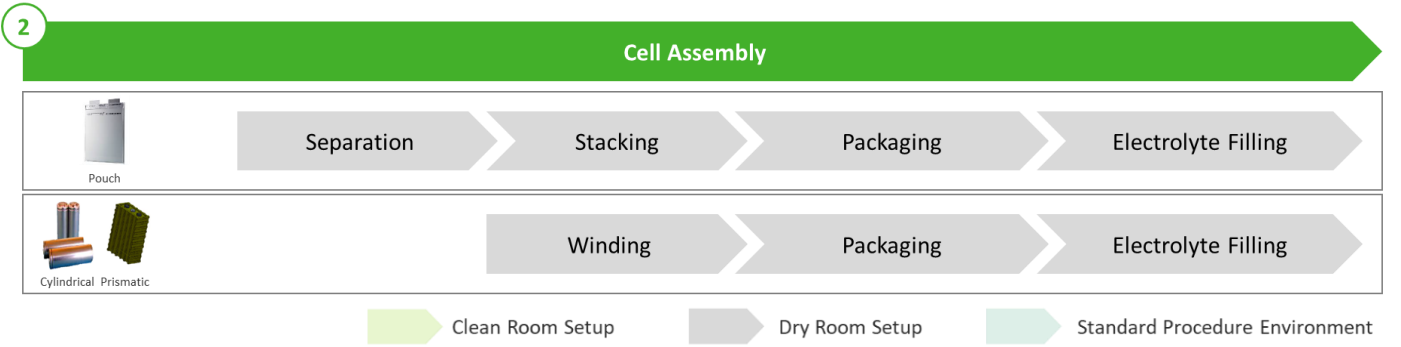 2
Cell Assembly
Separation
Stacking
Packaging
Electrolyte Filling
Pouch
Winding
Packaging
Electrolyte Filling
Cylindrical
Prismatic
Clean Room Setup
Dry Room Setup
Standard Procedure Environment